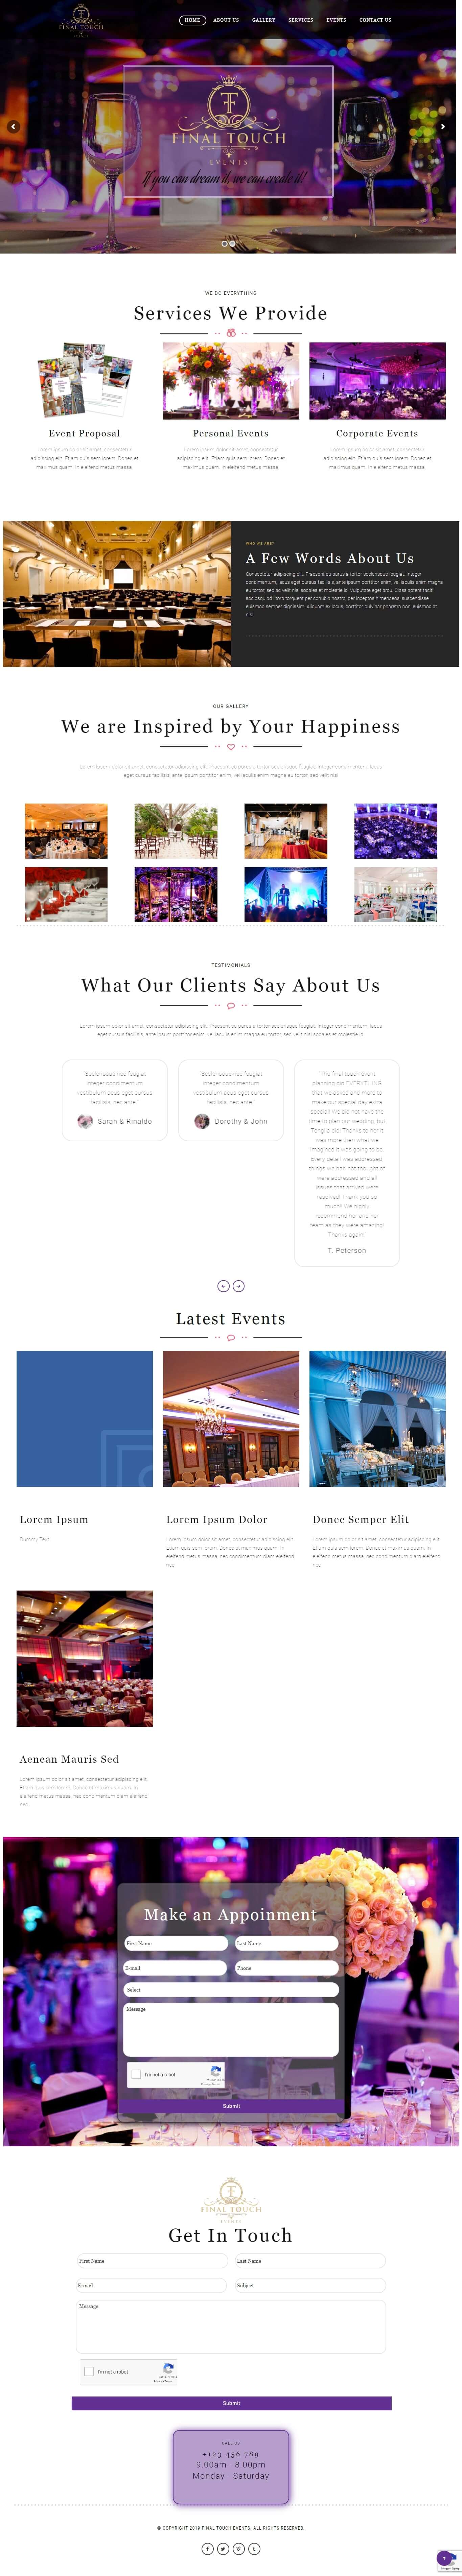 FINAL TOUCH
EVENTS
HOME
ABOUT US
GALLERY
SERVICES
EVENTS
CONTACT US
FINAL TOUCH
EVENTS
If you can dream it, we can create it!
WE DO EVERYTHING
Services We Provide
Event Proposal
Lorem ipsum dolor sit amet, consectetur
adipiscing elit. Etiam quis sem lorem. Donec et
maximus quam. In eleifend metus massa.
Personal Events
Lorem ipsum dolor sit amet, consectetur
adipiscing elit. Etiam quis sem lorem. Donec et
maximus quam. In eleifend metus massa.
Corporate Events
Lorem ipsum dolor sit amet, consectetur
adipiscing elit. Etiam quis sem lorem. Donec et
maximus quam. In eleifend metus massa.
WHO WE ARE?
A Few Words About Us
Consectetur adipiscing elit. Praesent eu purus a tortor scelerisque feugiat. Integer
condimentum, lacus eget cursus facilisis, ante ipsum porttitor enim, vel iaculis enim magna
eu tortor, sed ac velit nisl sodales et molestie id. Vulputate eget arcu. Class aptent taciti
sociosqu ad litora torquent per conubia nostra, per inceptos himenaeos, suspendisse
euismod semper dignissim. Aliquam ex lacus, porttitor pulvinar pharetra non, euismod at
nisl.
OUR GALLERY
We are Inspired by Your Happiness
Lorem ipsum dolor sit amet, consectetur adipiscing elit. Praesent eu purus a tortor scelerisque feugiat. Integer condimentum, lacus
eget cursus facilisis, ante ipsum porttitor enim, vel iaculis enim magna eu tortor, sed velit nisl
TESTIMONIALS
What Our Clients Say About Us
Lorem ipsum dolor sit amet, consectetur adipiscing elit. Praesent eu purus a tortor scelerisque feugiat. Integer condimentum, lacus
eget cursus facilisis, ante ipsum porttitor enim, vel iaculis enim magna eu tortor, sed velit nisl sodales et molestie id.
"Scelerisque nec feugiat
integer condimentum
vestibulum acus eget cursus
facilisis, nec ante."
Sarah & Rinaldo
"Scelerisque nec feugiat
integer condimentum
vestibulum acus eget cursus
facilisis, nec ante."
Dorothy & John
"The final touch event
planning did EVERYTHING
that we asked and more to
make our special day extra
special! We did not have the
time to plan our wedding, but
Tongila did! Thanks to her it
was more then what we
imagined it was going to be.
Every detail was addressed,
things we had not thought of
were addressed and all
issues that arrived were
resolved! Thank you so
much!! We highly
recommend her and her
team as they were amazing!
Thanks again"
T. Peterson
Latest Events
Lorem Ipsum
Dummy Text
Lorem Ipsum Dolor
Lorem ipsum dolor sit amet, consectetur adipiscing elit.
Etiam quis sem lorem. Donec et maximus quam. In
eleifend metus massa, nec condimentum diam eleifend
nec.
Donec Semper Elit
Lorem ipsum dolor sit amet, consectetur adipiscing elit.
Etiam quis sem lorem. Donec et maximus quam. In
eleifend metus massa, nec condimentum diam eleifend
nec.
Aenean Mauris Sed
Lorem ipsum dolor sit amet, consectetur adipiscing elit.
Etiam quis sem lorem. Donec et maximus quam. In
eleifend metus massa, nec condimentum diam eleifend
nec.
Make an Appoinment
First Name
Last Name
E-mail
Phone
Select
Message
I'm not a robot
reCAPTCHA
Privacy - Terms
Submit
FINAL TOUCH
EVENTS
Get In Touch
First Name
Last Name
E-mail
Subject
Message
I'm not a robot
reCAPTCHA
Privacy - Terms
Submit
CALL US
+123 456 789
9.00am - 8.00pm
Monday - Saturday
© COPYRIGHT 2019 FINAL TOUCH EVENTS. ALL RIGHTS RESERVED.
Privacy - Terms